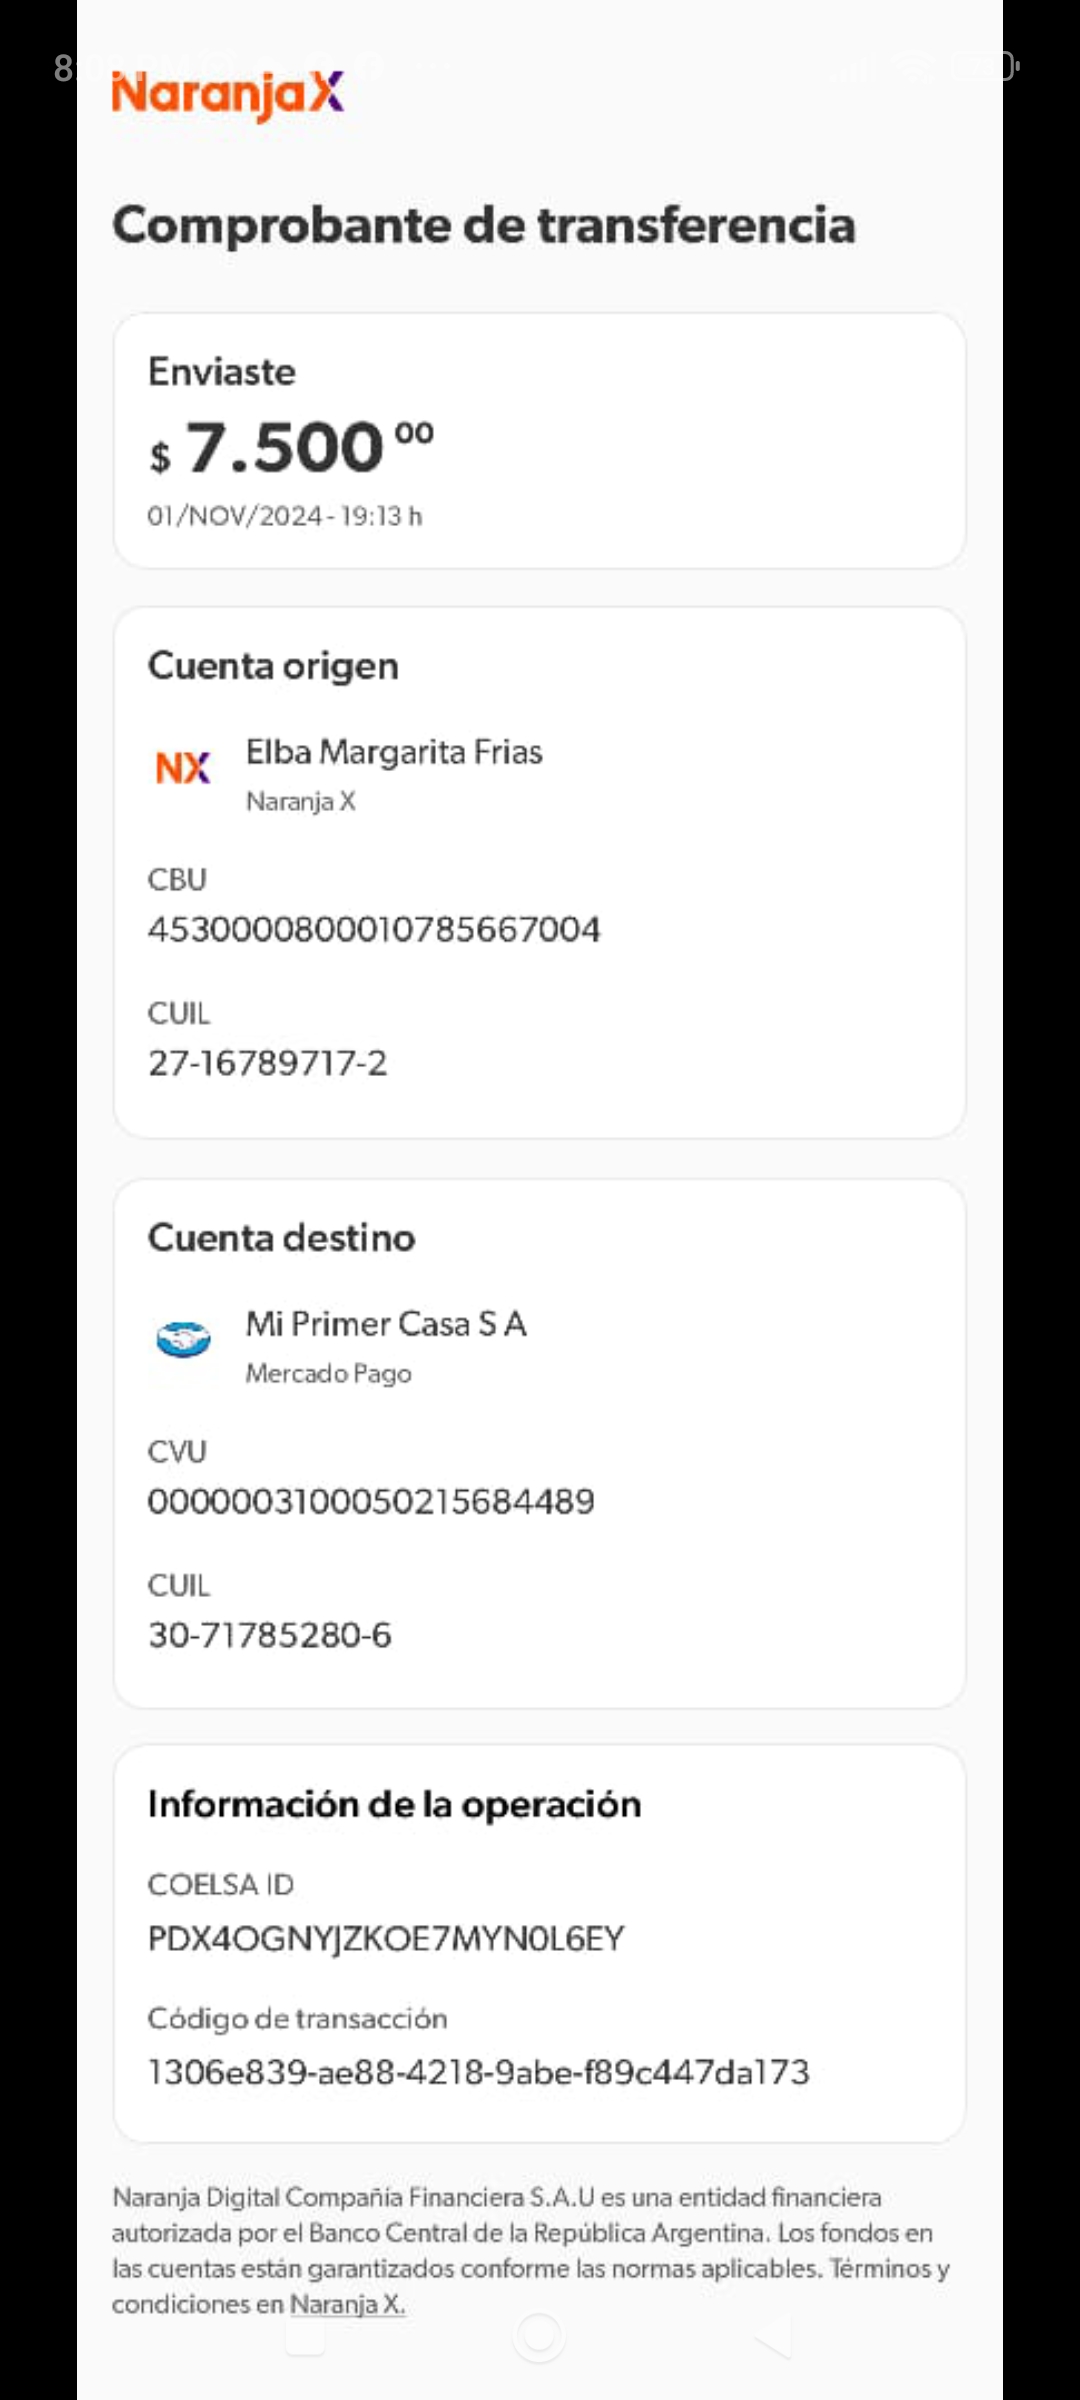 NaranjaX
Comprobante de transferencia
Enviaste
$ 7.500 00
01/NOV/2024 - 19:13 h
Cuenta origen
NX
Elba Margarita Frias
Naranja X
CBU
4530000800010785667004
CUIL
27-16789717-2
Cuenta destino
Mi Primer Casa S A
Mercado Pago
CVU
0000003100050215684489
CUIL
30-71785280-6
Información de la operación
COELSA ID
PDX4OGNYJZKOE7MYN0L6EY
Código de transacción
1306e839-ae88-4218-9abe-f89c447da173
Naranja Digital Compañía Financiera S.A.U es una entidad financiera
autorizada por el Banco Central de la República Argentina. Los fondos en
las cuentas están garantizados conforme las normas aplicables. Términos y
condiciones en Naranja X.